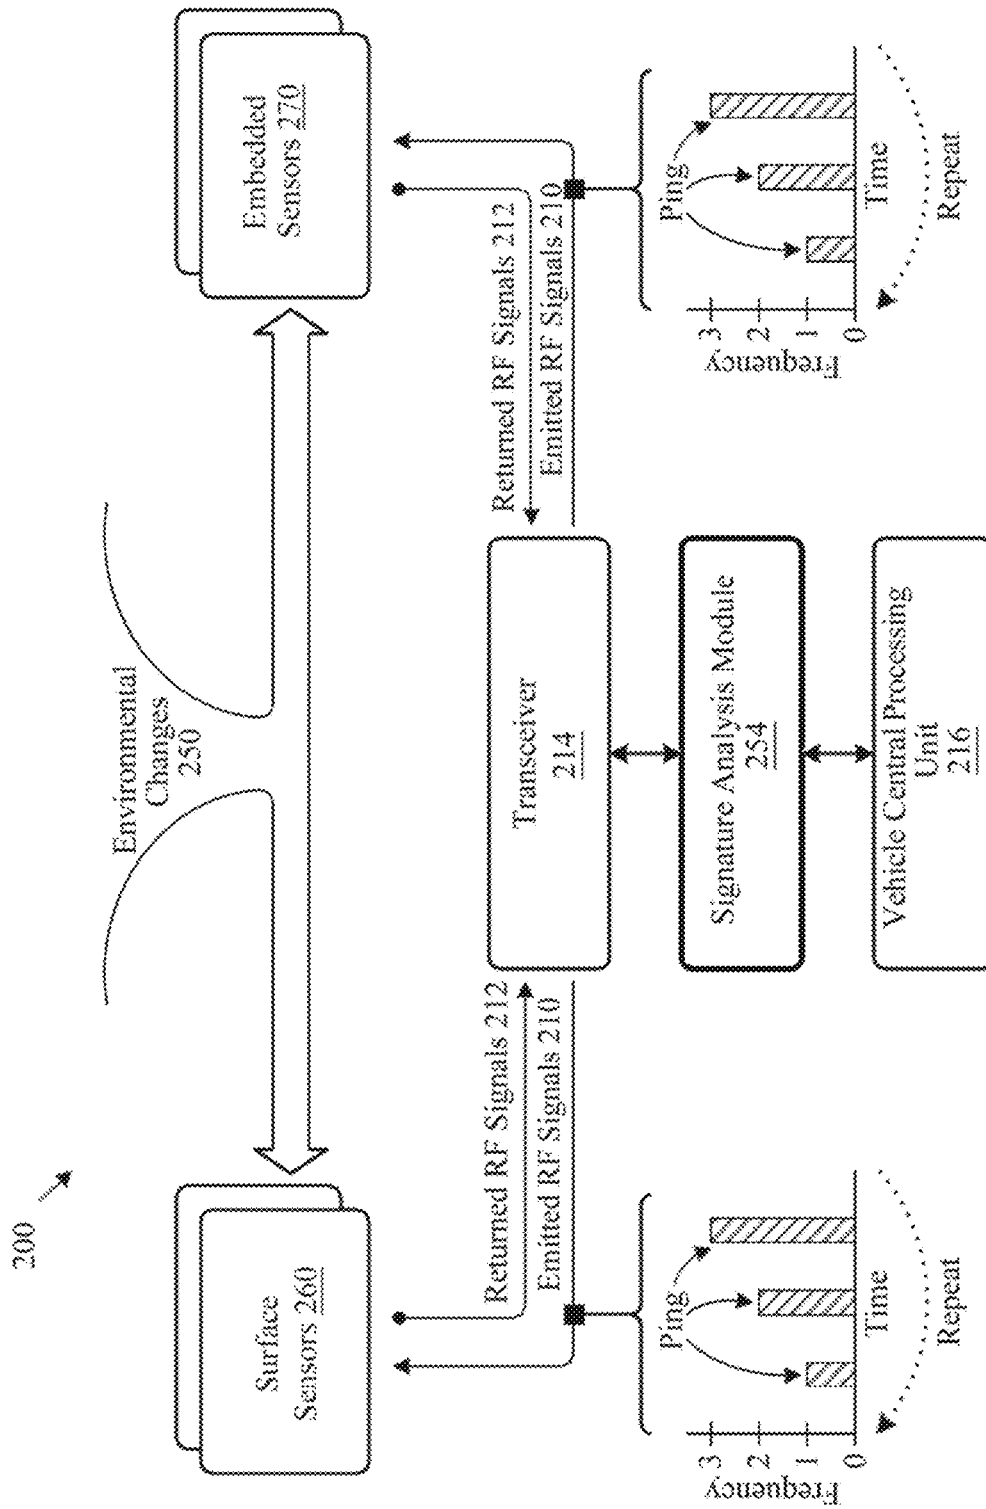 200
Environmental
Changes
250
Surface
Sensors 260
Embedded
Sensors 270
Returned RF Signals 212
Emitted RF Signals 210
Returned RF Signals 212
Emitted RF Signals 210
Transceiver
214
Signature Analysis Module
254
Vehicle Central Processing
Unit
216
Frequency
3
2
1
0
Ping
Time
Repeat
Frequency
3
2
1
0
Ping
Time
Repeat